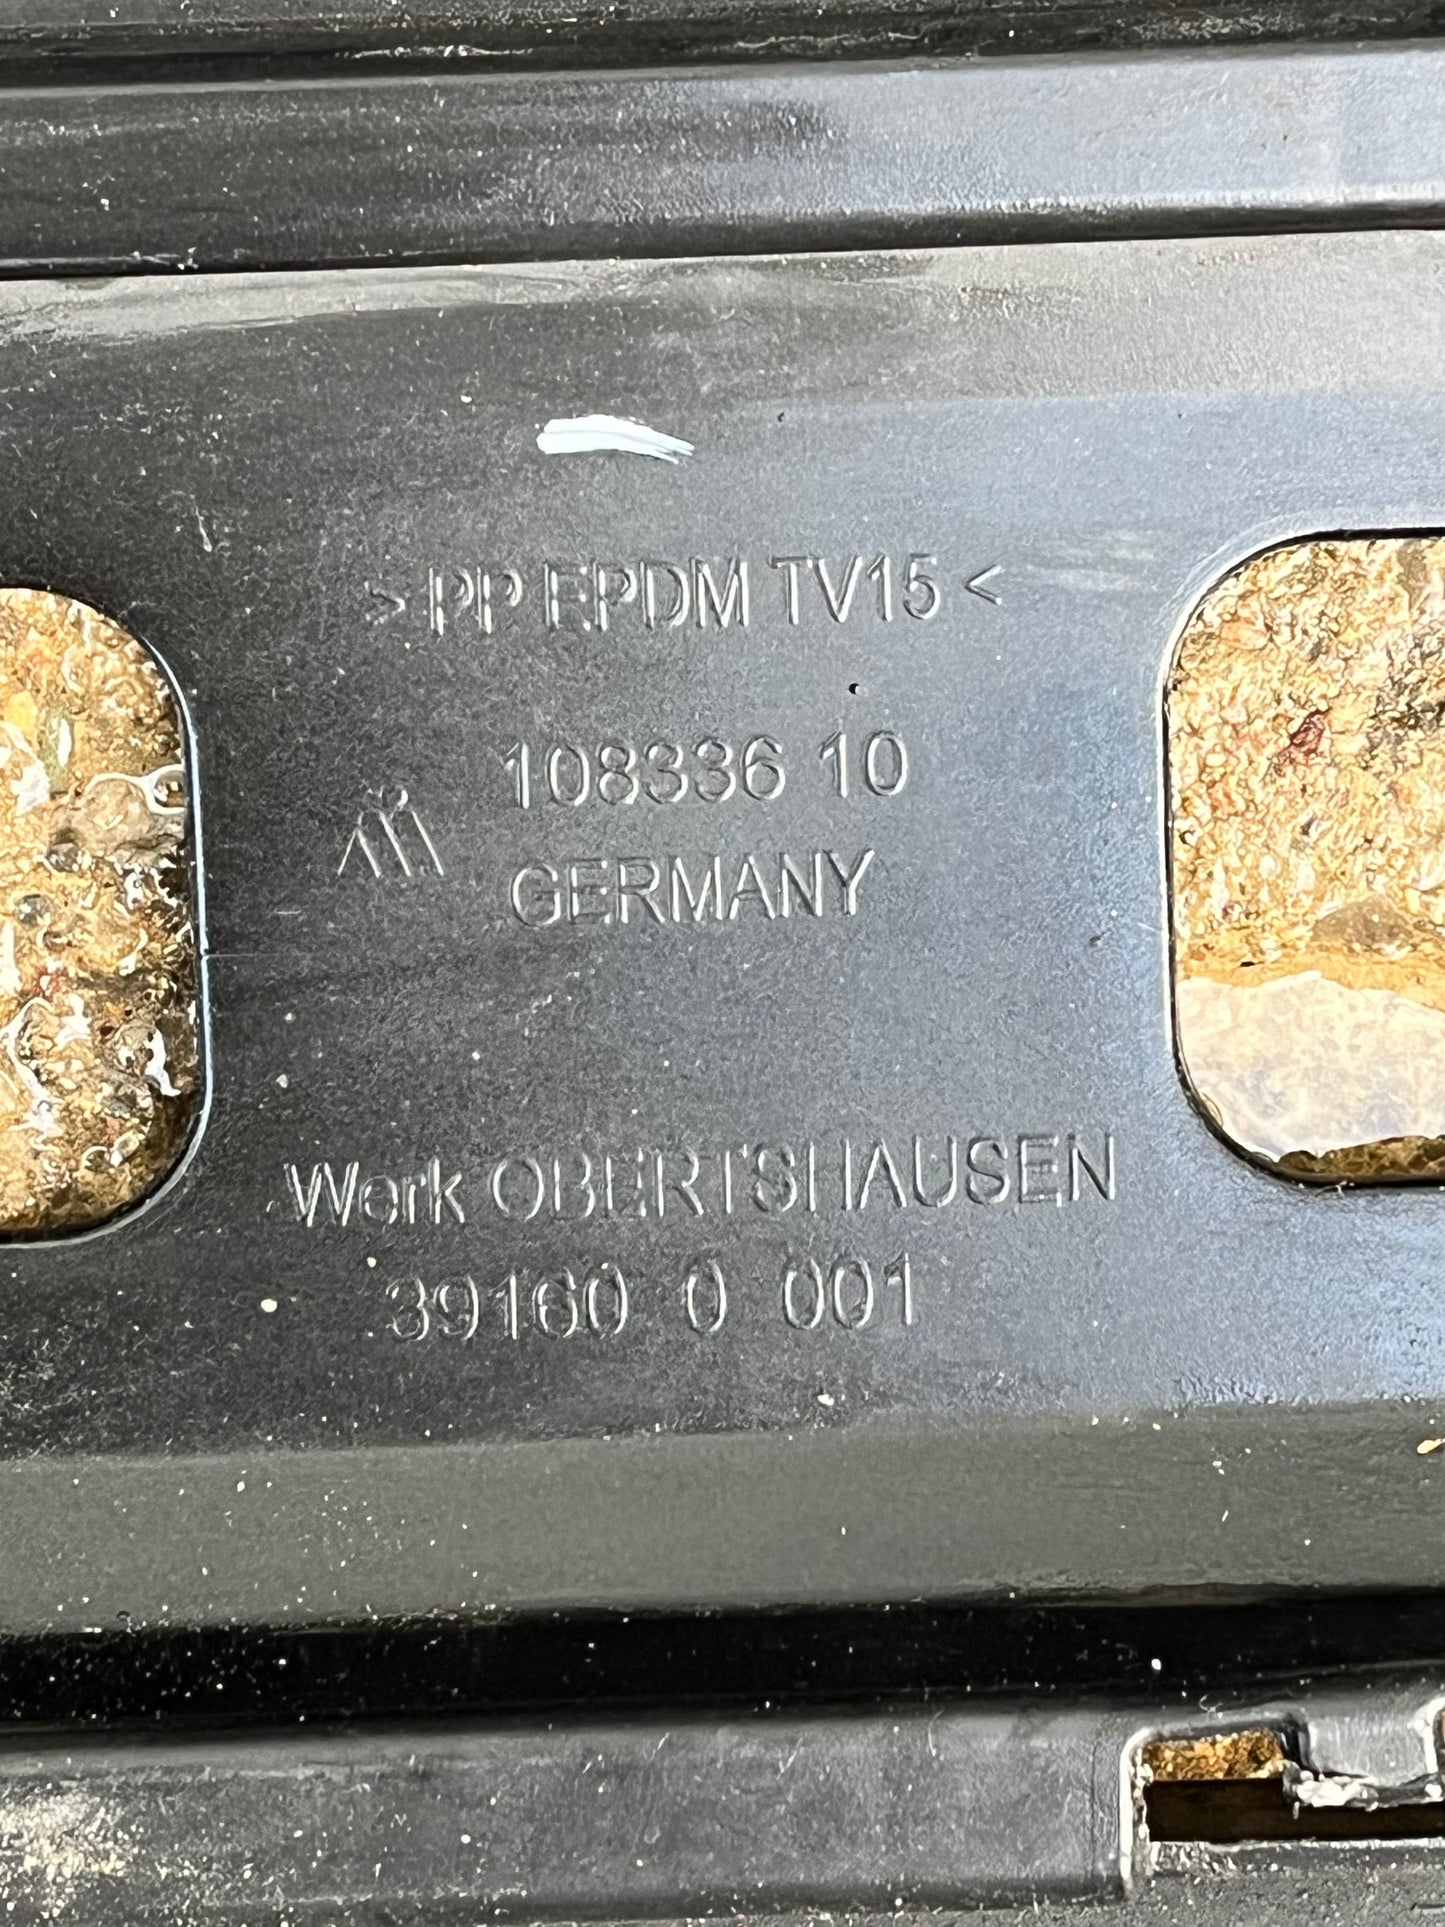 > PP EPDM TV15 <
108336 10
GERMANY
Werk OBERTSHAUSEN
39160 0 001